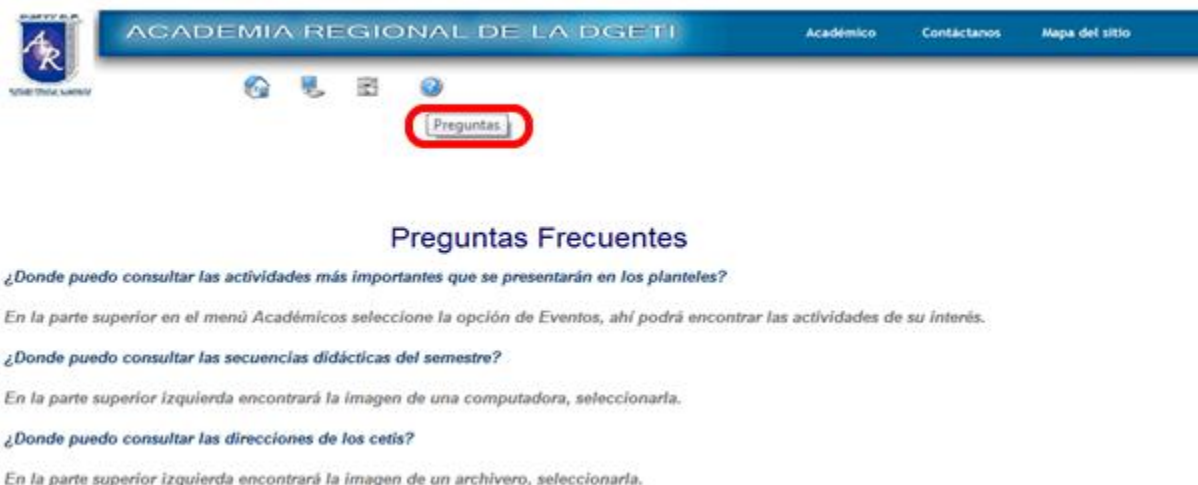 ACADEMIA REGIONAL DE LA DGETI
Académico Contáctanos Mapa del sitio
AR
Preguntas
Preguntas Frecuentes
¿Donde puedo consultar las actividades más importantes que se presentarán en los planteles?
En la parte superior en el menú Académicos seleccione la opción de Eventos, ahí podrá encontrar las actividades de su interés.
¿Donde puedo consultar las secuencias didácticas del semestre?
En la parte superior izquierda encontrará la imagen de una computadora, seleccionarla.
¿Donde puedo consultar las direcciones de los cetis?
En la parte superior izquierda encontrará la imagen de un archivero, seleccionarla.